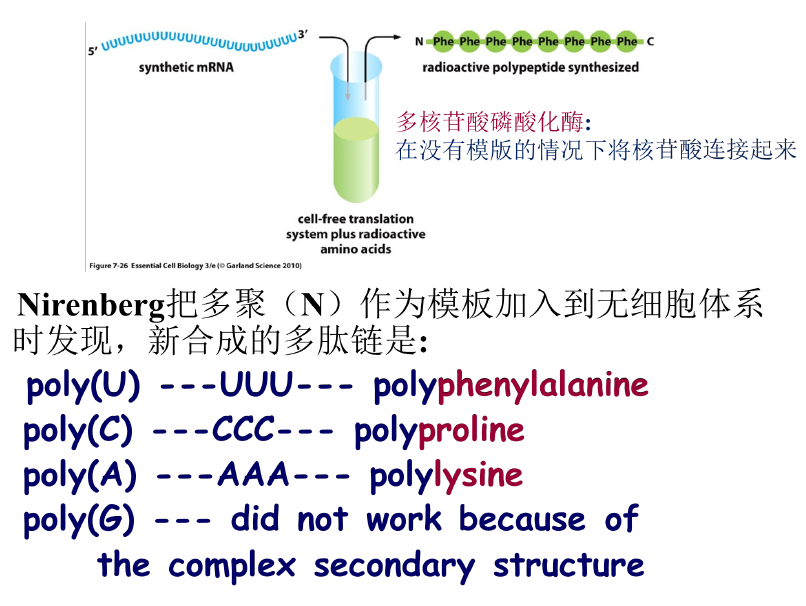 5’ UUUUUUUUUUUUUUUUUUUUUUUUUU 3’
synthetic mRNA
N Phe Phe Phe Phe Phe Phe Phe Phe C
radioactive polypeptide synthesized
多核苷酸磷酸化酶:
在没有模版的情况下将核苷酸连接起来
cell-free translation
system plus radioactive
amino acids
Figure 7-26 Essential Cell Biology 3/e (© Garland Science 2010)
Nirenberg把多聚（N）作为模板加入到无细胞体系
时发现，新合成的多肽链是:
poly(U) ---UUU--- polyphenylalanine
poly(C) ---CCC--- polyproline
poly(A) ---AAA--- polylysine
poly(G) --- did not work because of
the complex secondary structure